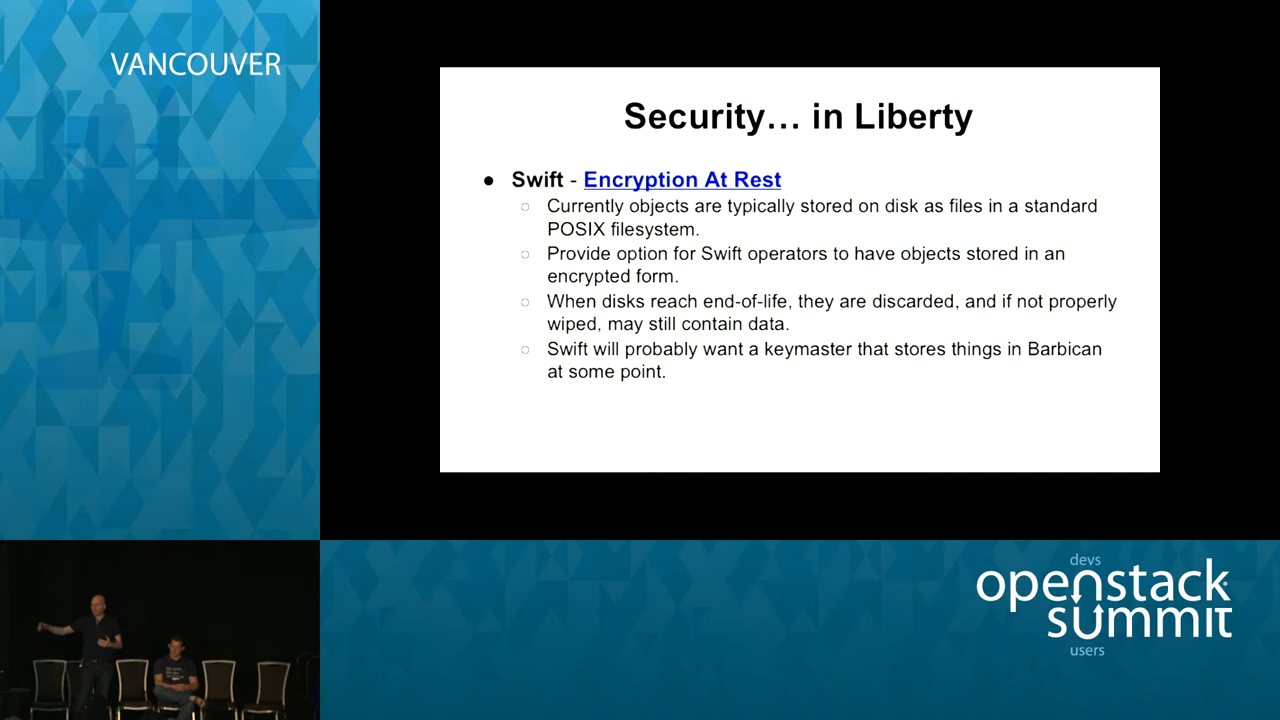 VANCOUVER
Security… in Liberty
● Swift - Encryption At Rest
○ Currently objects are typically stored on disk as files in a standard
POSIX filesystem.
○ Provide option for Swift operators to have objects stored in an
encrypted form.
○ When disks reach end-of-life, they are discarded, and if not properly
wiped, may still contain data.
○ Swift will probably want a keymaster that stores things in Barbican
at some point.
devs
openstack
summit
users